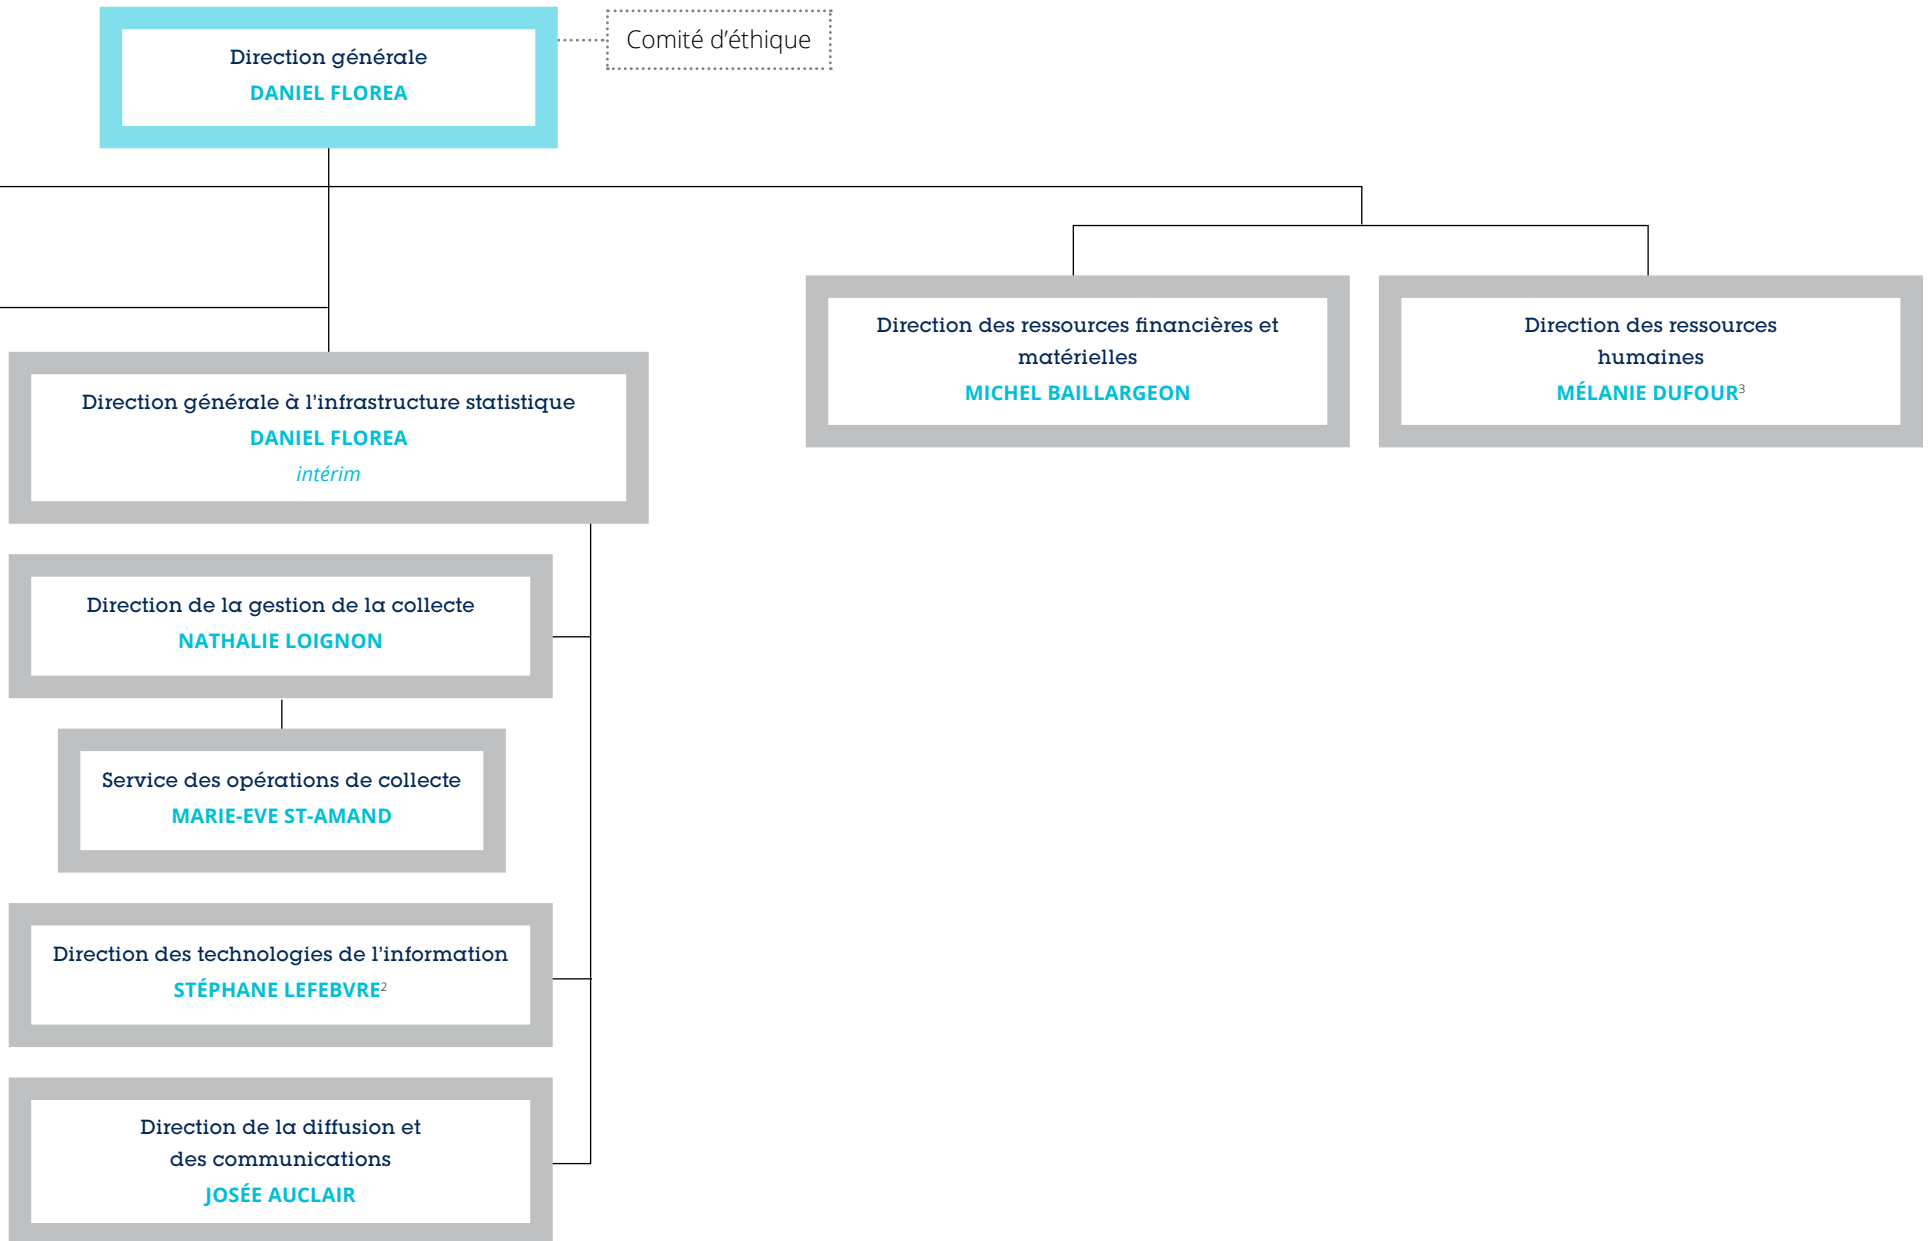 Direction générale
DANIEL FLOREA
Comité d’éthique
Direction des ressources financières et
matérielles
MICHEL BAILLARGEON
Direction des ressources
humaines
MÉLANIE DUFOUR³
Direction générale à l’infrastructure statistique
DANIEL FLOREA
intérim
Direction de la gestion de la collecte
NATHALIE LOIGNON
Service des opérations de collecte
MARIE-EVE ST-AMAND
Direction des technologies de l’information
STÉPHANE LEFEBVRE²
Direction de la diffusion et
des communications
JOSÉE AUCLAIR